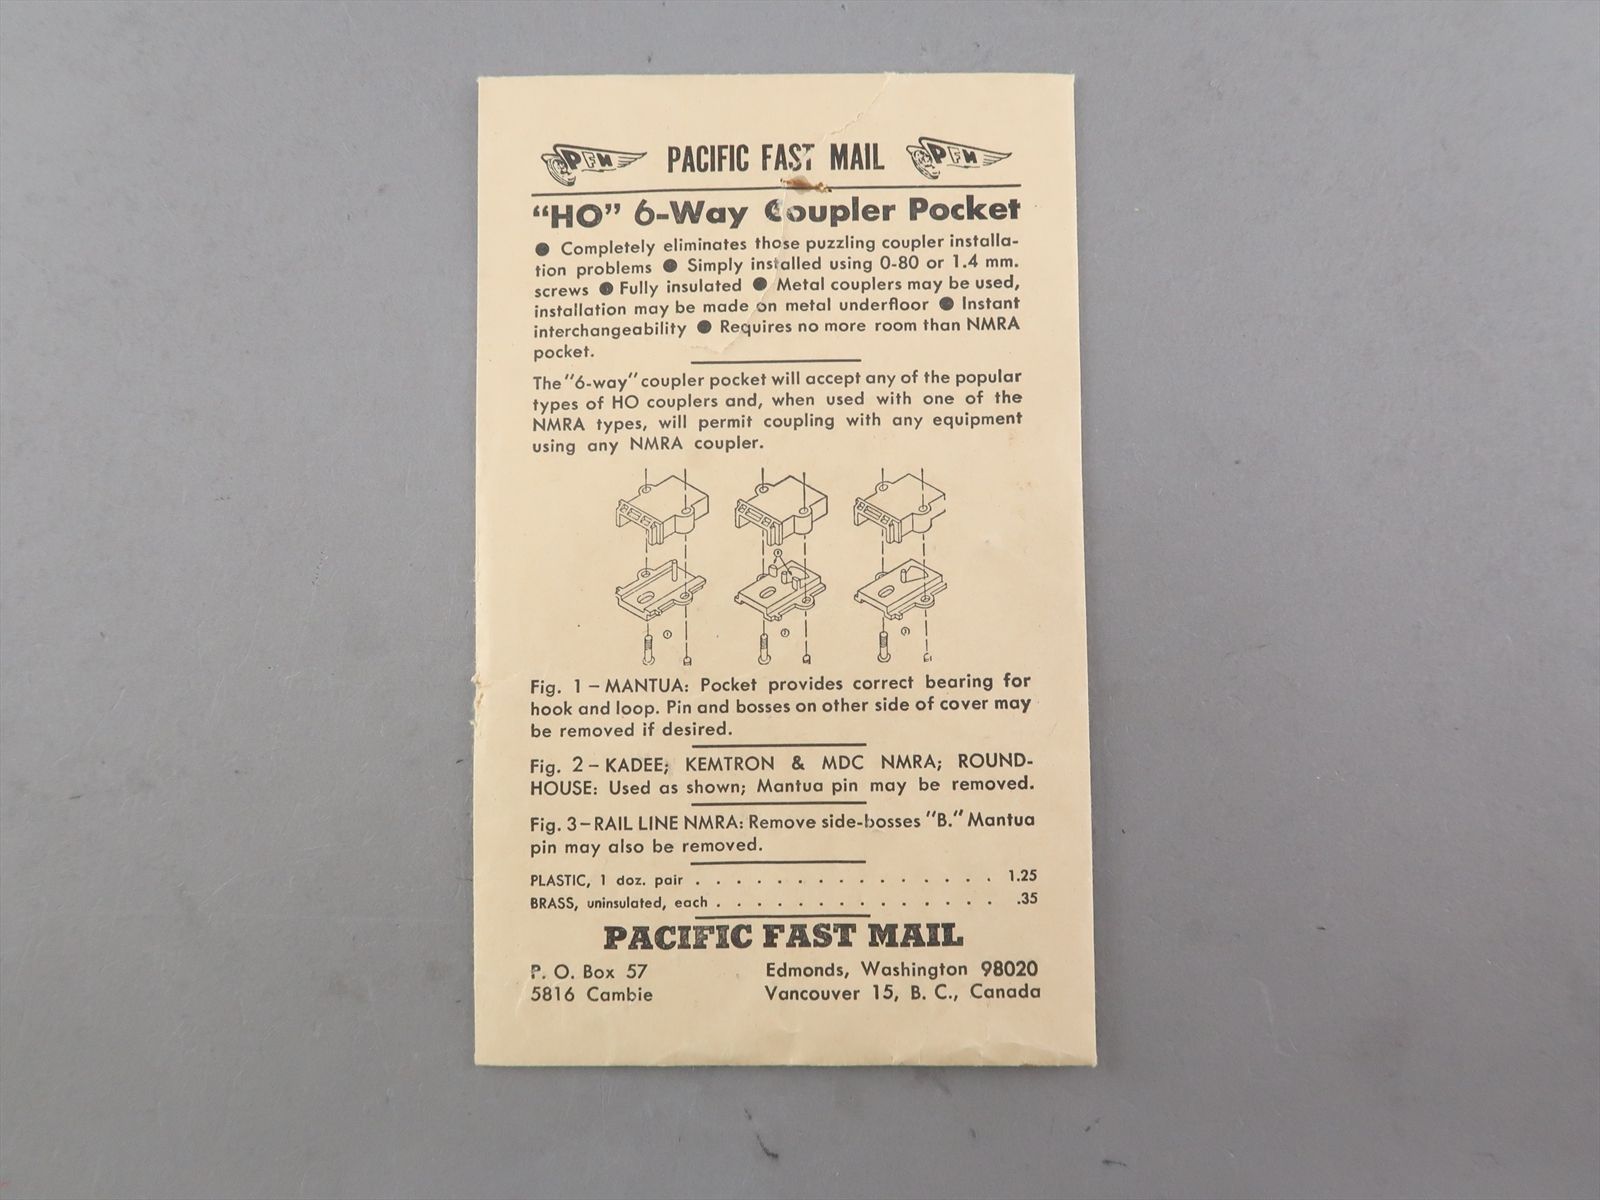 PFM PACIFIC FAST MAIL PFM
"HO" 6-Way Coupler Pocket
● Completely eliminates those puzzling coupler installa-
tion problems ● Simply installed using 0-80 or 1.4 mm.
screws ● Fully insulated ● Metal couplers may be used,
installation may be made on metal underfloor ● Instant
interchangeability ● Requires no more room than NMRA
pocket.
The "6-way" coupler pocket will accept any of the popular
types of HO couplers and, when used with one of the
NMRA types, will permit coupling with any equipment
using any NMRA coupler.
1 2 3
Fig. 1 – MANTUA: Pocket provides correct bearing for
hook and loop. Pin and bosses on other side of cover may
be removed if desired.
Fig. 2 – KADEE; KEMTRON & MDC NMRA; ROUND-
HOUSE: Used as shown; Mantua pin may be removed.
Fig. 3 – RAIL LINE NMRA: Remove side-bosses "B." Mantua
pin may also be removed.
PLASTIC, 1 doz. pair . . . . . . . . . . . . . . . 1.25
BRASS, uninsulated, each . . . . . . . . . . . . . . .35
PACIFIC FAST MAIL
P. O. Box 57 Edmonds, Washington 98020
5816 Cambie Vancouver 15, B. C., Canada